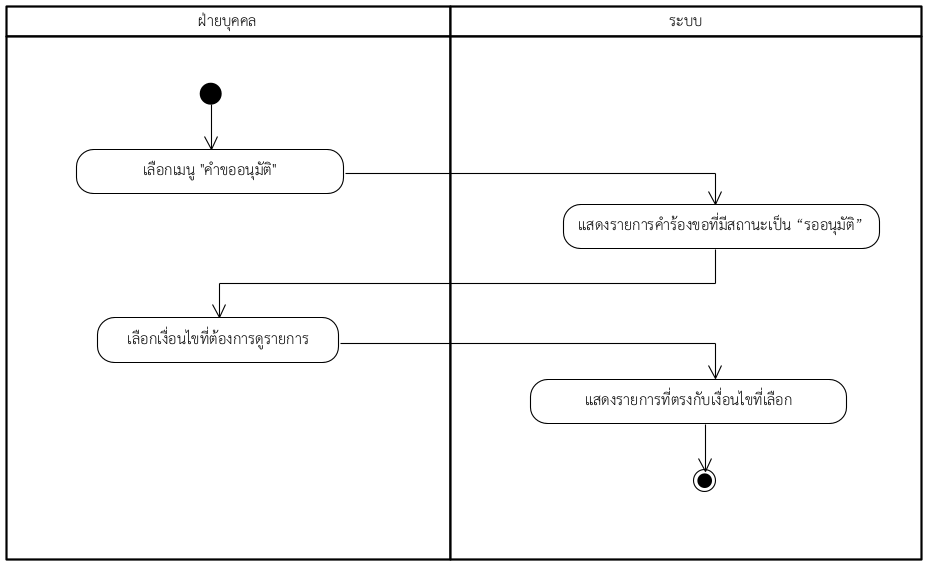 ฝ่ายบุคคล
ระบบ
เลือกเมนู "คำขออนุมัติ"
แสดงรายการคำร้องขอที่มีสถานะเป็น “รออนุมัติ”
เลือกเงื่อนไขที่ต้องการดูรายการ
แสดงรายการที่ตรงกับเงื่อนไขที่เลือก